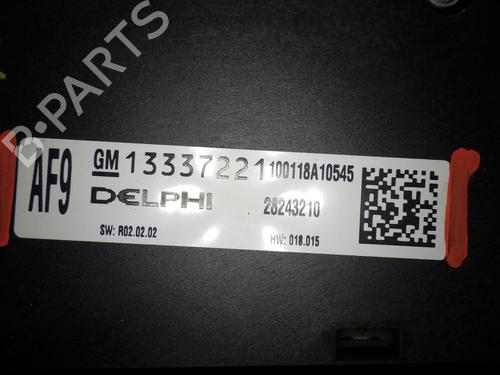 B-PARTS
AF9
GM 13337221 100118A10545
DELPHI 28243210
SW: R02.02.02 HW: 018.015